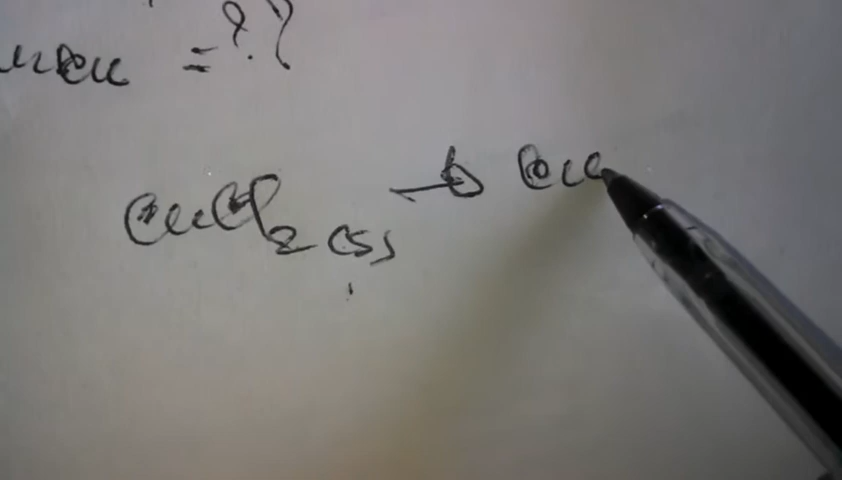 = ??
CuCl2 (s) → Cu